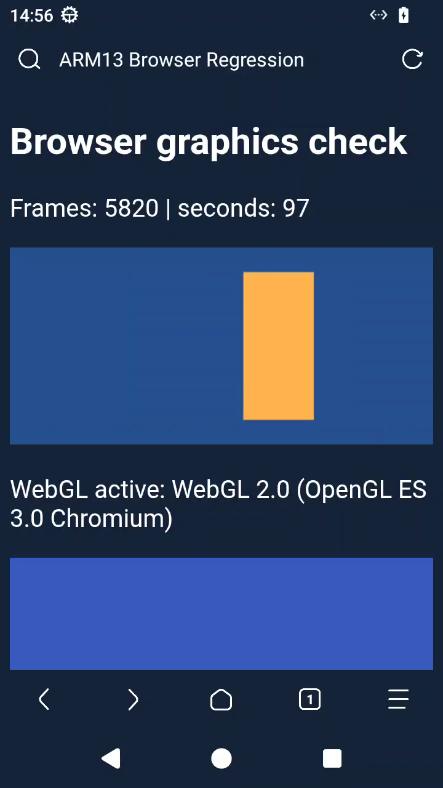 14:56
ARM13 Browser Regression
Browser graphics check
Frames: 5820 | seconds: 97
WebGL active: WebGL 2.0 (OpenGL ES
3.0 Chromium)
1